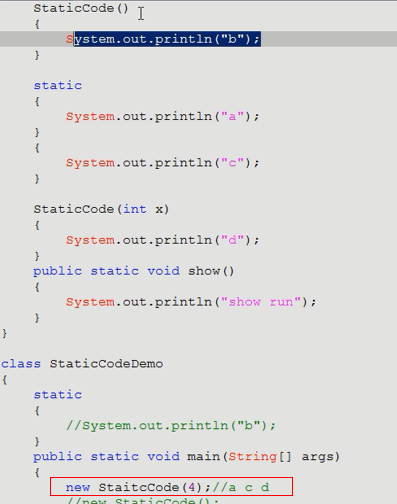 StaticCode()
{
System.out.println("b");
}
static
{
System.out.println("a");
}
{
System.out.println("c");
}
StaticCode(int x)
{
System.out.println("d");
}
public static void show()
{
System.out.println("show run");
}
}
class StaticCodeDemo
{
static
{
//System.out.println("b");
}
public static void main(String[] args)
{
new StaitcCode(4);//a c d
//new StaticCode();